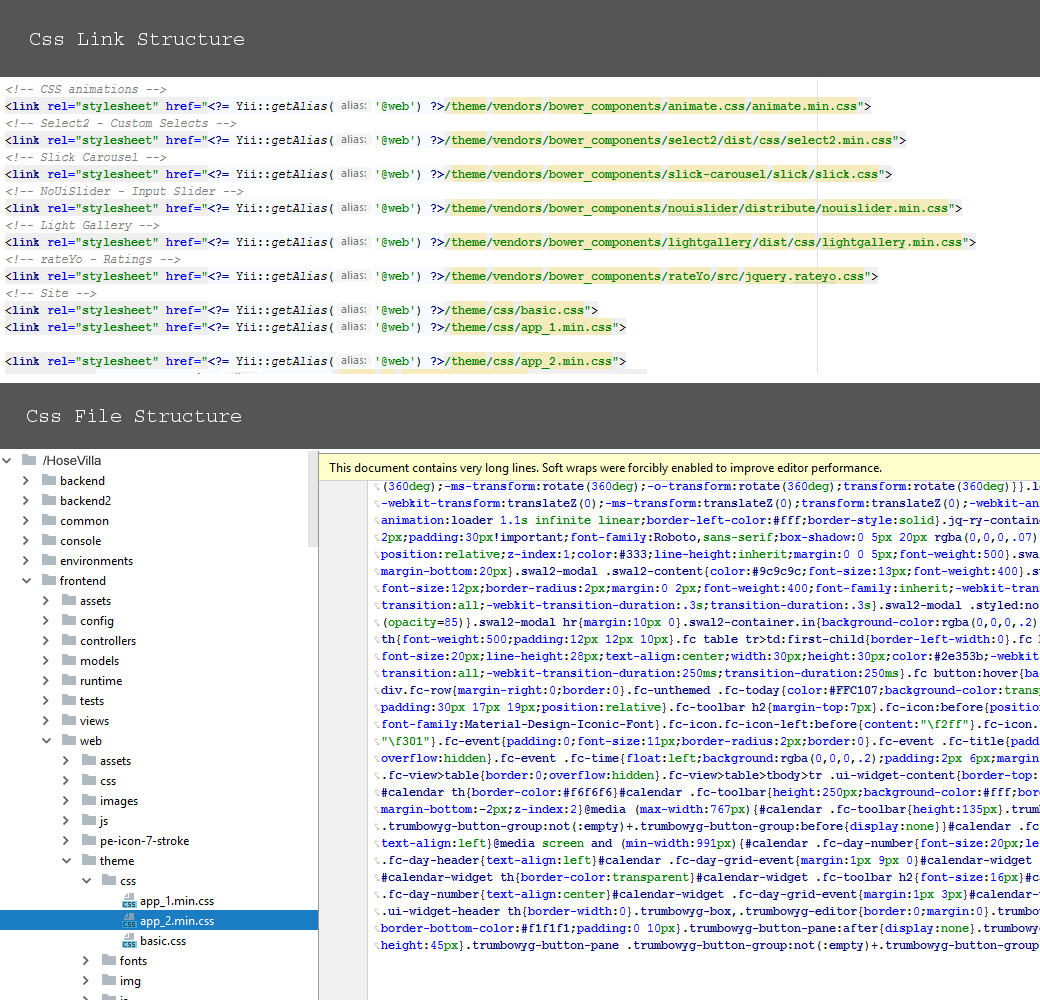 Css Link Structure
<!-- CSS animations -->
<link rel="stylesheet" href="<?= Yii::getAlias( alias: '@web') ?>/theme/vendors/bower_components/animate.css/animate.min.css">
<!-- Select2 - Custom Selects -->
<link rel="stylesheet" href="<?= Yii::getAlias( alias: '@web') ?>/theme/vendors/bower_components/select2/dist/css/select2.min.css">
<!-- Slick Carousel -->
<link rel="stylesheet" href="<?= Yii::getAlias( alias: '@web') ?>/theme/vendors/bower_components/slick-carousel/slick/slick.css">
<!-- NoUiSlider - Input Slider -->
<link rel="stylesheet" href="<?= Yii::getAlias( alias: '@web') ?>/theme/vendors/bower_components/nouislider/distribute/nouislider.min.css">
<!-- Light Gallery -->
<link rel="stylesheet" href="<?= Yii::getAlias( alias: '@web') ?>/theme/vendors/bower_components/lightgallery/dist/css/lightgallery.min.css">
<!-- rateYo - Ratings -->
<link rel="stylesheet" href="<?= Yii::getAlias( alias: '@web') ?>/theme/vendors/bower_components/rateYo/src/jquery.rateyo.css">
<!-- Site -->
<link rel="stylesheet" href="<?= Yii::getAlias( alias: '@web') ?>/theme/css/basic.css">
<link rel="stylesheet" href="<?= Yii::getAlias( alias: '@web') ?>/theme/css/app_1.min.css">
<link rel="stylesheet" href="<?= Yii::getAlias( alias: '@web') ?>/theme/css/app_2.min.css">
Css File Structure
/HoseVilla
backend
backend2
common
console
environments
frontend
assets
config
controllers
models
runtime
tests
views
web
assets
css
images
js
pe-icon-7-stroke
theme
css
app_1.min.css
app_2.min.css
basic.css
fonts
img
This document contains very long lines. Soft wraps were forcibly enabled to improve editor performance.
(360deg);-ms-transform:rotate(360deg);-o-transform:rotate(360deg);transform:rotate(360deg)}}.l
-webkit-transform:translateZ(0);-ms-transform:translateZ(0);transform:translateZ(0);-webkit-an
animation:loader 1.1s infinite linear;border-left-color:#fff;border-style:solid}.jq-ry-contain
2px;padding:30px!important;font-family:Roboto,sans-serif;box-shadow:0 5px 20px rgba(0,0,0,.07)
position:relative;z-index:1;color:#333;line-height:inherit;margin:0 0 5px;font-weight:500}.swa
margin-bottom:20px}.swal2-modal .swal2-content{color:#9c9c9c;font-size:13px;font-weight:400}.s
font-size:12px;border-radius:2px;margin:0 2px;font-weight:400;font-family:inherit;-webkit-tran
transition:all;-webkit-transition-duration:.3s;transition-duration:.3s}.swal2-modal .styled:no
(opacity=85)}.swal2-modal hr{margin:10px 0}.swal2-container.in{background-color:rgba(0,0,0,.2)
th{font-weight:500;padding:12px 12px 10px}.fc table tr>td:first-child{border-left-width:0}.fc
font-size:20px;line-height:28px;text-align:center;width:30px;height:30px;color:#2e353b;-webkit
transition:all;-webkit-transition-duration:250ms;transition-duration:250ms}.fc button:hover{ba
div.fc-row{margin-right:0;border:0}.fc-unthemed .fc-today{color:#FFC107;background-color:transp
padding:30px 17px 19px;position:relative}.fc-toolbar h2{margin-top:7px}.fc-icon:before{position
font-family:Material-Design-Iconic-Font}.fc-icon.fc-icon-left:before{content:"\f2ff"}.fc-icon.
"\f301"}.fc-event{padding:0;font-size:11px;border-radius:2px;border:0}.fc-event .fc-title{padd
overflow:hidden}.fc-event .fc-time{float:left;background:rgba(0,0,0,.2);padding:2px 6px;margin
.fc-view>table{border:0;overflow:hidden}.fc-view>table>tbody>tr .ui-widget-content{border-top:
#calendar th{border-color:#f6f6f6}#calendar .fc-toolbar{height:250px;background-color:#fff;bor
margin-bottom:-2px;z-index:2}@media (max-width:767px){#calendar .fc-toolbar{height:135px}.trum
.trumbowyg-button-group:not(:empty)+.trumbowyg-button-group:before{display:none}}#calendar .fc
text-align:left}@media screen and (min-width:991px){#calendar .fc-day-number{font-size:20px;le
.fc-day-header{text-align:left}#calendar .fc-day-grid-event{margin:1px 9px 0}#calendar-widget
#calendar-widget th{border-color:transparent}#calendar-widget .fc-toolbar h2{font-size:16px}#c
.fc-day-number{text-align:center}#calendar-widget .fc-day-grid-event{margin:1px 3px}#calendar-
.ui-widget-header th{border-width:0}.trumbowyg-box,.trumbowyg-editor{border:0;margin:0}.trumbo
border-bottom-color:#f1f1f1;padding:0 10px}.trumbowyg-button-pane:after{display:none}.trumbowyg
height:45px}.trumbowyg-button-pane .trumbowyg-button-group:not(:empty)+.trumbowyg-button-group